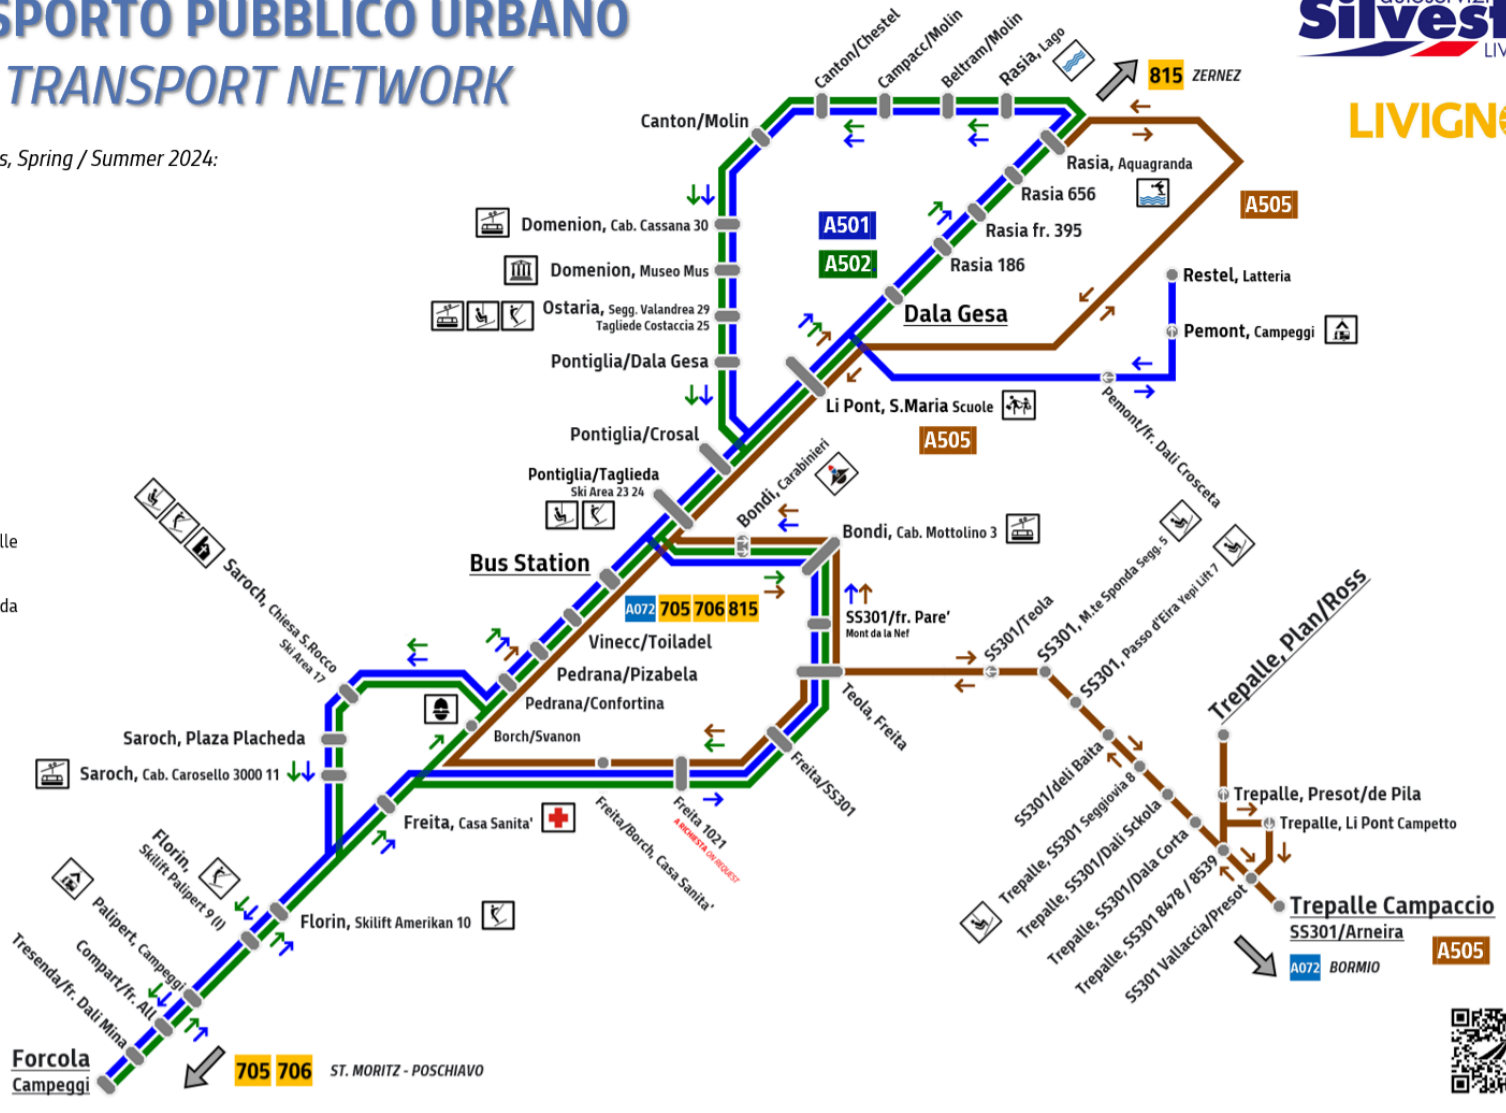 SPORTO PUBBLICO URBANO
TRANSPORT NETWORK
s, Spring / Summer 2024:
Silvest
LIV
LIVIGN
815 ZERNEZ
Canton/Chestel
Campacc/Molin
Beltram/Molin
Rasia, Lago
Canton/Molin
Rasia, Aquagranda
Rasia 656
Rasia fr. 395
Rasia 186
A501
A502
A505
Domenion, Cab. Cassana 30
Domenion, Museo Mus
Ostaria, Segg. Valandrea 29
Tagliede Costaccia 25
Pontiglia/Dala Gesa
Dala Gesa
Restel, Latteria
Pemont, Campeggi
Pemont/fr. Dali Crosceta
Li Pont, S.Maria Scuole
A505
Pontiglia/Crosal
Pontiglia/Taglieda
Ski Area 23 24
Bondi, Carabinieri
Bondi, Cab. Mottolino 3
lle
da
Bus Station
A072 705 706 815
SS301/fr. Pare'
Mont da la Nef
Vinecc/Toiladel
Pedrana/Pizabela
Pedrana/Confortina
Borch/Svanon
Saroch, Chiesa S.Rocco
Ski Area 17
Saroch, Plaza Placheda
Saroch, Cab. Carosello 3000 11
Teola, Freita
SS301/Teola
SS301, M.te Sponda Segg. 5
SS301, Passo d'Eira Yepi Lift 7
Trepalle, Plan/Ross
Freita/SS301
Freita 1021
A RICHIESTA ON REQUEST
Freita/Borch, Casa Sanita'
Freita, Casa Sanita'
SS301/deli Baita
Trepalle, SS301 Seggiovia 8
Trepalle, SS301/Dali Sckola
Trepalle, SS301/Dala Corta
Trepalle, SS301 8478 / 8539
SS301 Vallaccia/Presot
Trepalle, Presot/de Pila
Trepalle, Li Pont Campetto
Trepalle Campaccio
SS301/Arneira
A505
A072 BORMIO
Florin,
Skilift Palipert 9 (I)
Florin, Skilift Amerikan 10
Palipert, Campeggi
Compart/fr. All
Tresenda/fr. Dali Mina
Forcola
Campeggi
705 706 ST. MORITZ - POSCHIAVO